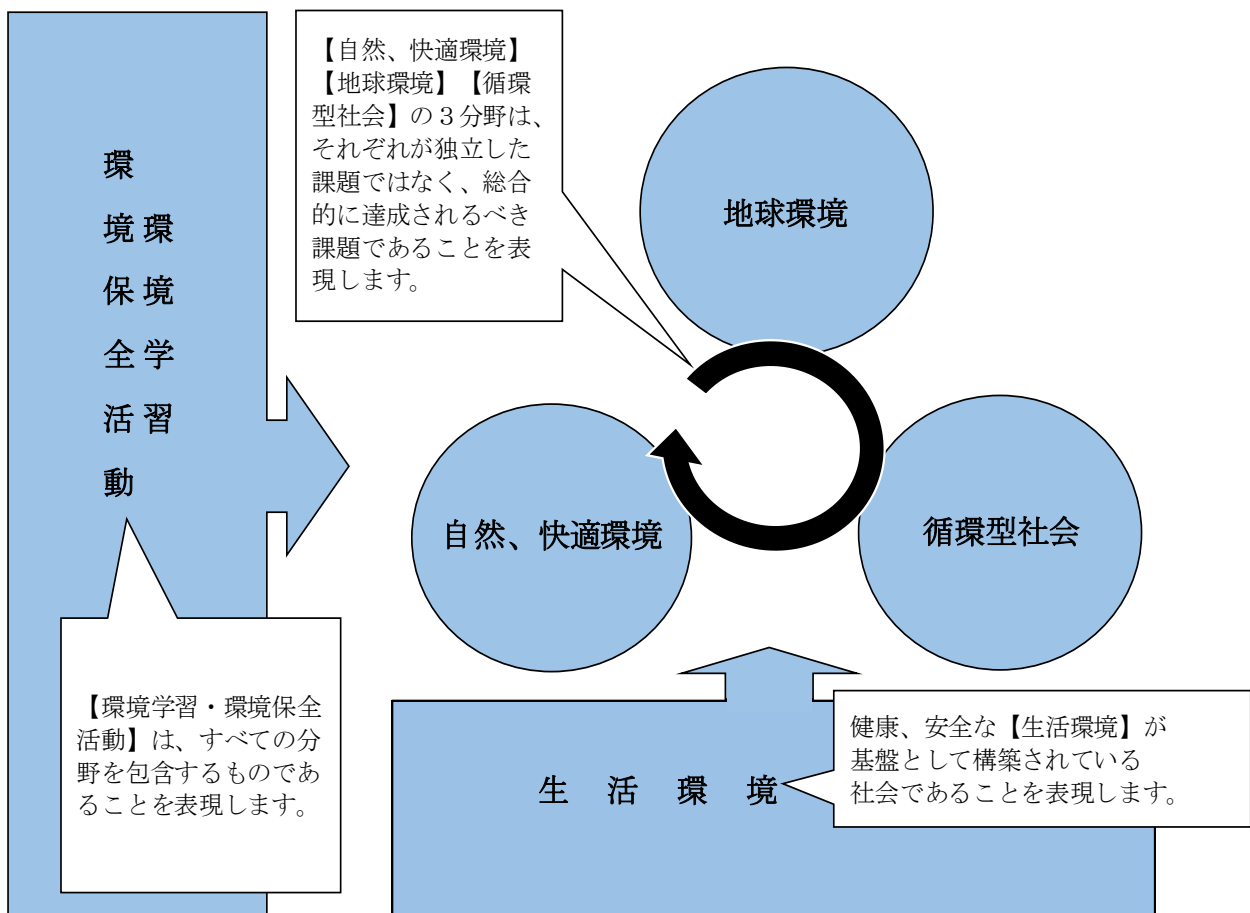 環境学習
環境保全活動
【自然、快適環境】
【地球環境】【循環
型社会】の３分野は、
それぞれが独立した
課題ではなく、総合
的に達成されるべき
課題であることを表
現します。
地球環境
自然、快適環境
循環型社会
【環境学習・環境保全
活動】は、すべての分
野を包含するものであ
ることを表現します。
生活環境
健康、安全な【生活環境】が
基盤として構築されている
社会であることを表現します。